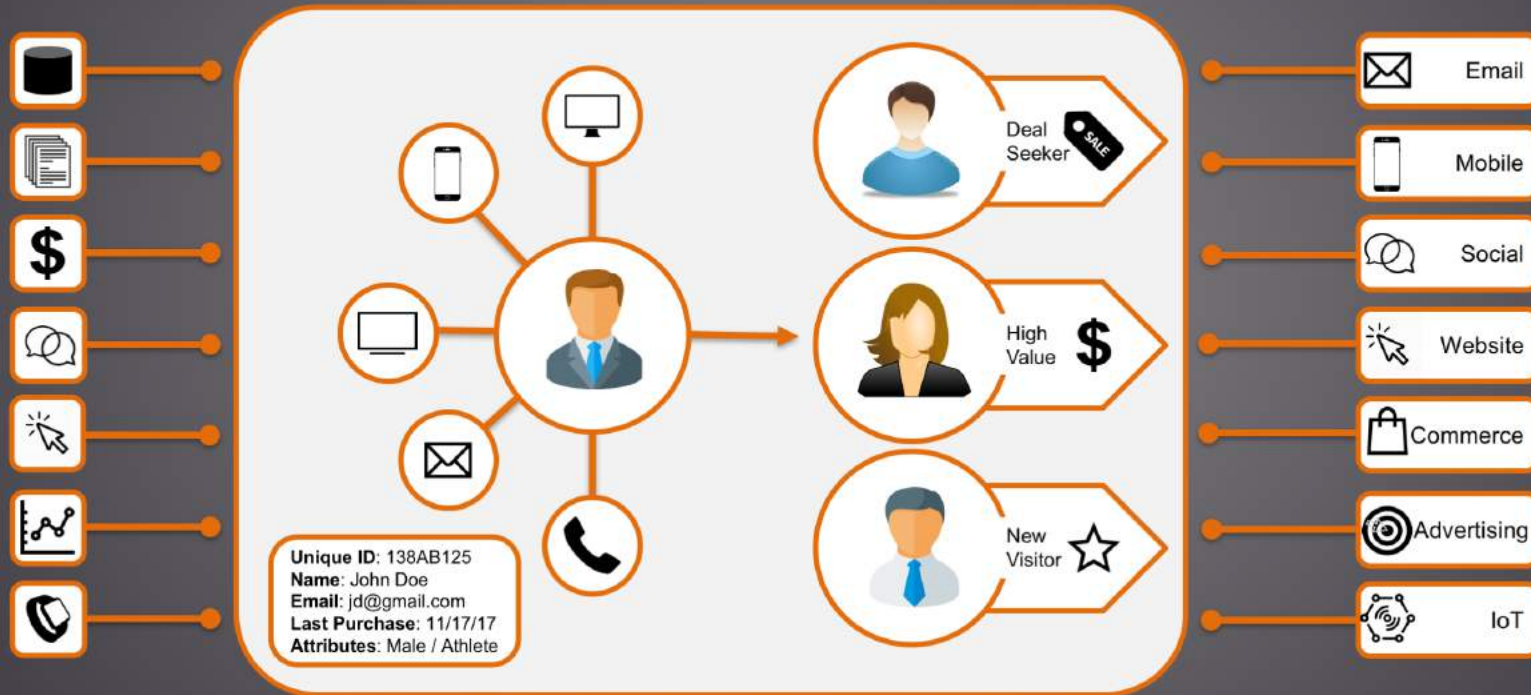 Deal
Seeker
SALE
High
Value
$
New
Visitor
$
Unique ID: 138AB125
Name: John Doe
Email: jd@gmail.com
Last Purchase: 11/17/17
Attributes: Male / Athlete
Email
Mobile
Social
Website
Commerce
Advertising
IoT